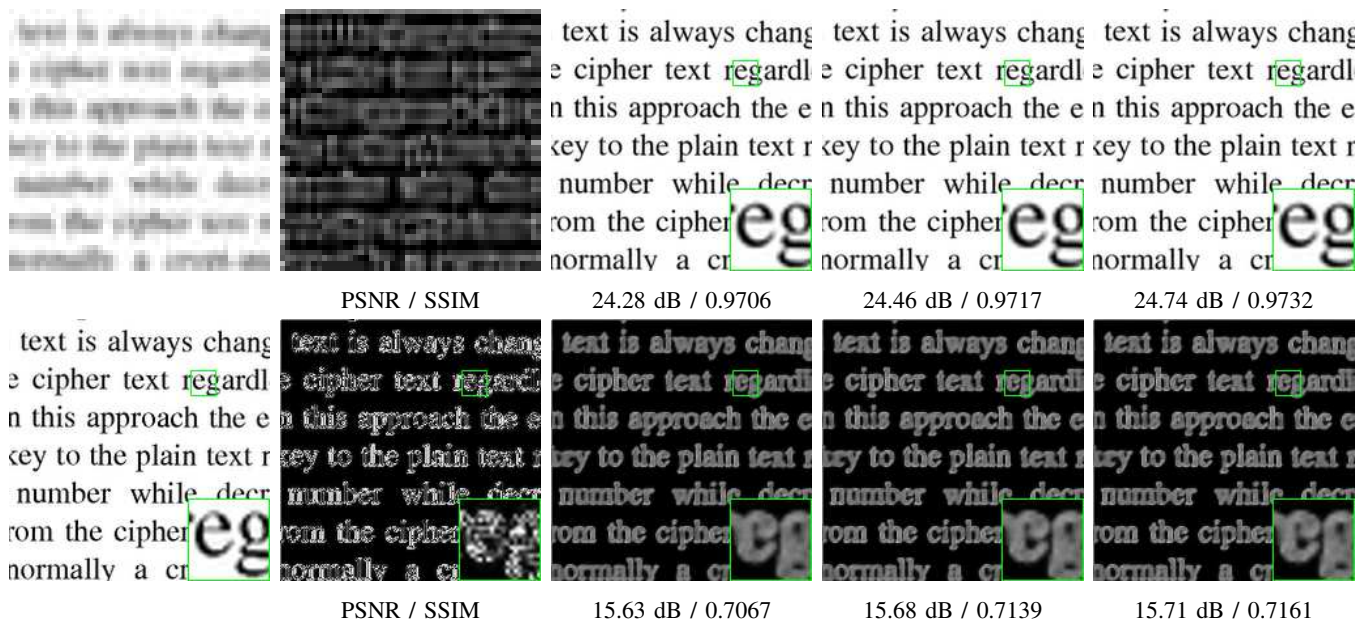 text is always chang
e cipher text regardl
n this approach the e
key to the plain text r
number while decr
rom the cipher
normally a cr
eg
text is always chang
e cipher text regardl
n this approach the e
key to the plain text r
number while decr
rom the cipher
normally a cr
eg
text is always chang
e cipher text regardl
n this approach the e
key to the plain text r
number while decr
rom the cipher
normally a cr
eg
PSNR / SSIM 24.28 dB / 0.9706 24.46 dB / 0.9717 24.74 dB / 0.9732
text is always chang
e cipher text regardl
n this approach the e
key to the plain text r
number while decr
rom the cipher
normally a cr
eg
text is always chang
e cipher text regardl
n this approach the e
key to the plain text r
number while decr
rom the cipher
normally a cr
eg
text is always chang
e cipher text regardl
n this approach the e
key to the plain text r
number while decr
rom the cipher
normally a cr
eg
text is always chang
e cipher text regardl
n this approach the e
key to the plain text r
number while decr
rom the cipher
normally a cr
eg
text is always chang
e cipher text regardl
n this approach the e
key to the plain text r
number while decr
rom the cipher
normally a cr
eg
PSNR / SSIM 15.63 dB / 0.7067 15.68 dB / 0.7139 15.71 dB / 0.7161